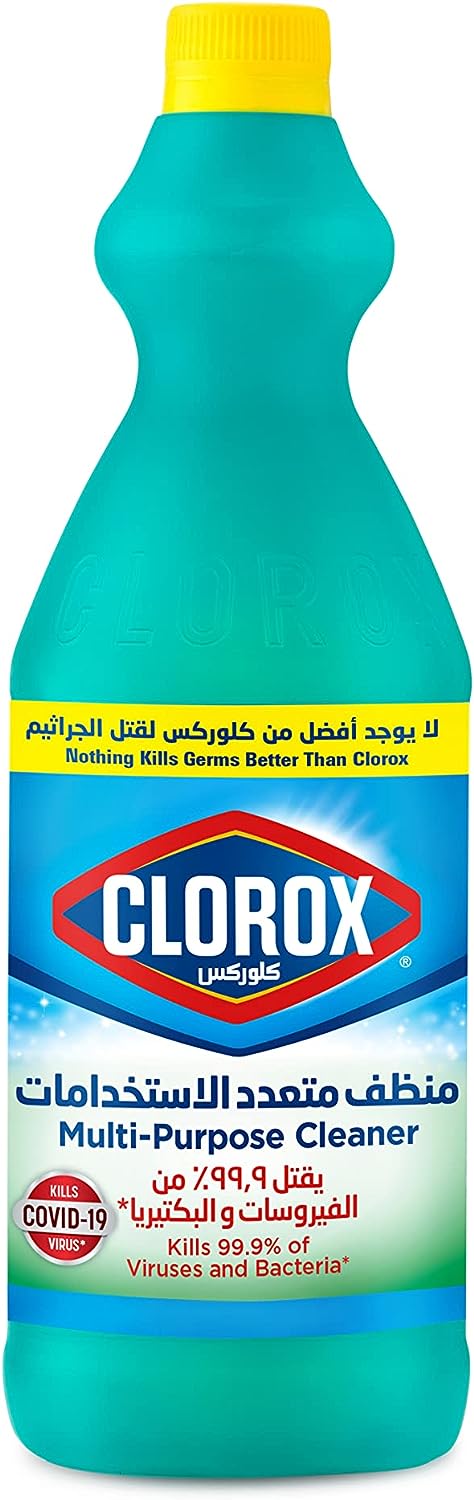 CLOROX
لا يوجد أفضل من كلوركس لقتل الجراثيم
Nothing Kills Germs Better Than Clorox
CLOROX
كلوركس
®
منظف متعدد الاستخدامات
Multi-Purpose Cleaner
يقتل ٩٩,٩٪ من
الفيروسات و البكتيريا*
Kills 99.9% of
Viruses and Bacteria*
KILLS
COVID-19
VIRUS*